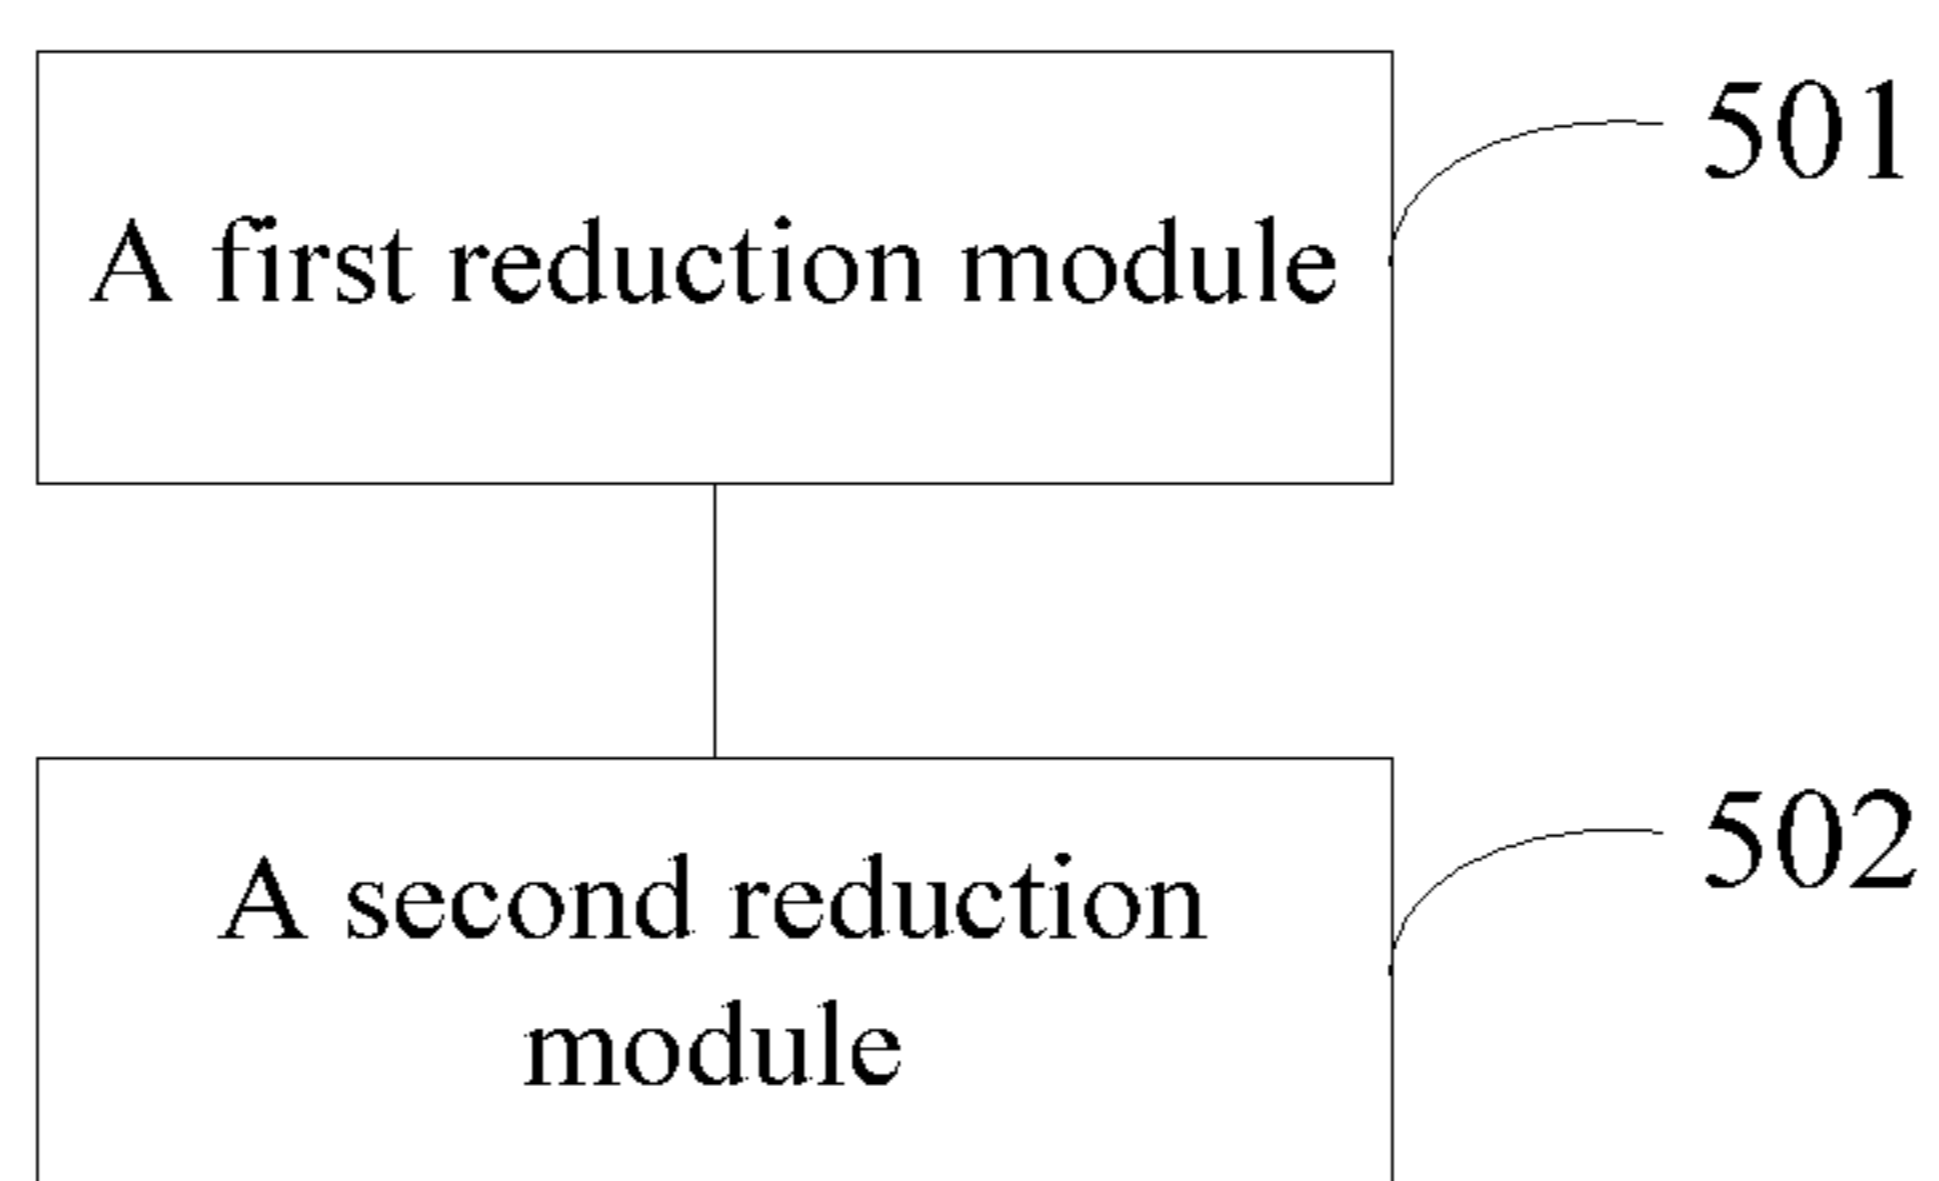 501
A first reduction module
502
A second reduction
module